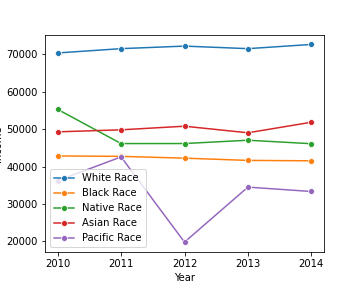 70000
60000
50000
40000
30000
20000
White Race
Black Race
Native Race
Asian Race
Pacific Race
2010 2011 2012 2013 2014
Year